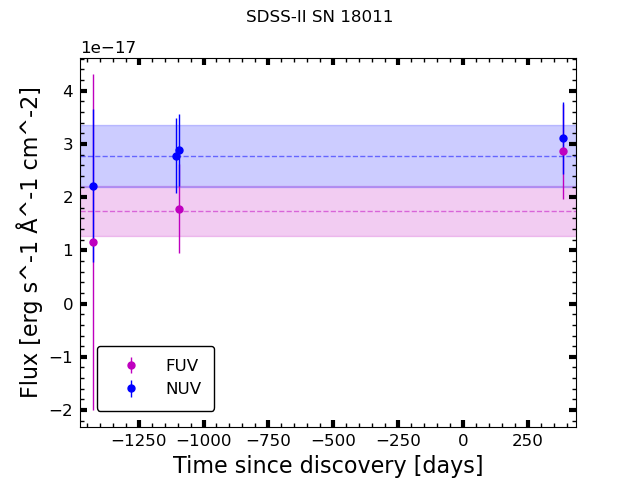 SDSS-II SN 18011
1e−17
4
3
2
1
0
−1
−2
Flux [erg s^-1 Å^-1 cm^-2]
FUV
NUV
−1250 −1000 −750 −500 −250 0 250
Time since discovery [days]